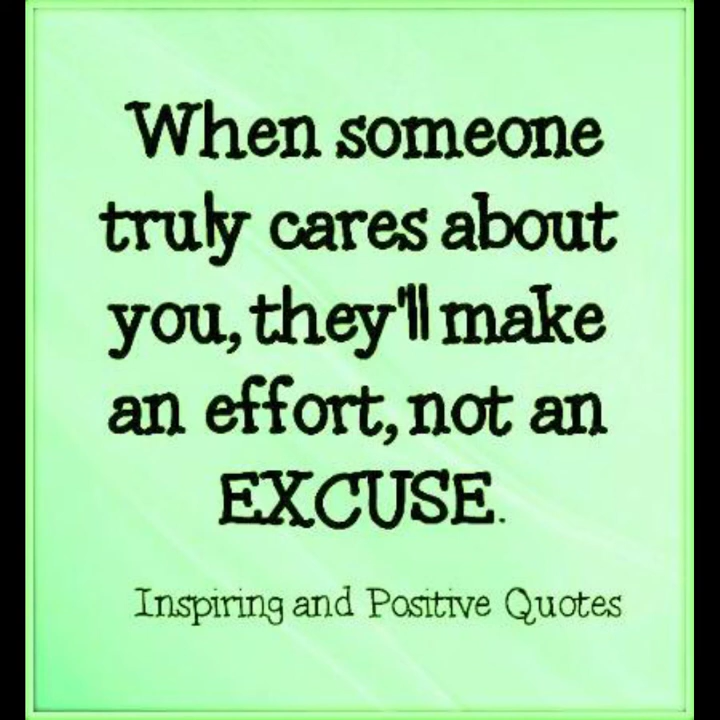 When someone
truly cares about
you, they'll make
an effort, not an
EXCUSE.
Inspiring and Positive Quotes